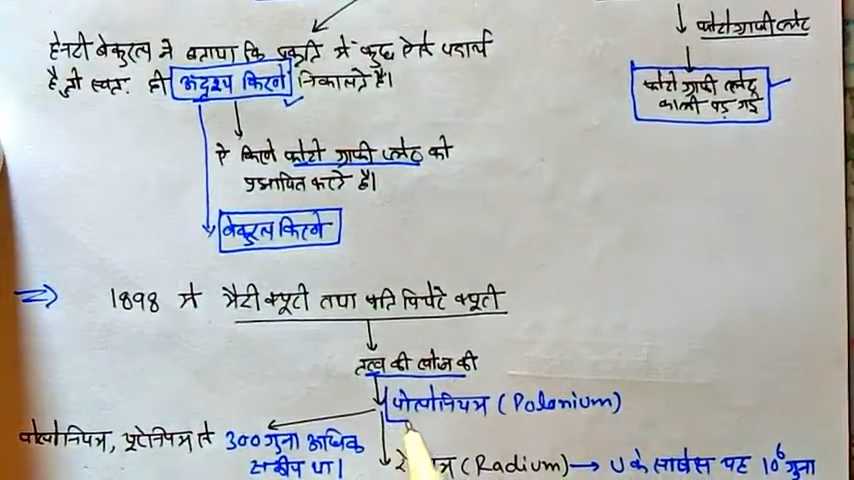 फोटोग्राफी प्लेट
हेनरी बेकुरल ने बताया कि प्रकृति में कुछ ऐसे पदार्थ
है जो स्वतः ही अदृश्य किरणे निकालते है।
फोटो ग्राफी प्लेट
काली पड़ गई
ये किरणे फोटो ग्राफी प्लेट को
प्रभावित करते है।
बेकुरल किरणे
1898 में मैरी क्यूरी तथा पति पियरे क्यूरी
तत्व की खोज की
पोलोनियम (Polonium)
पोलोनियम, यूरेनियम से 300 गुना अधिक
सक्रीय था।
(Radium) → U के सापेक्ष यह 10⁶ गुना